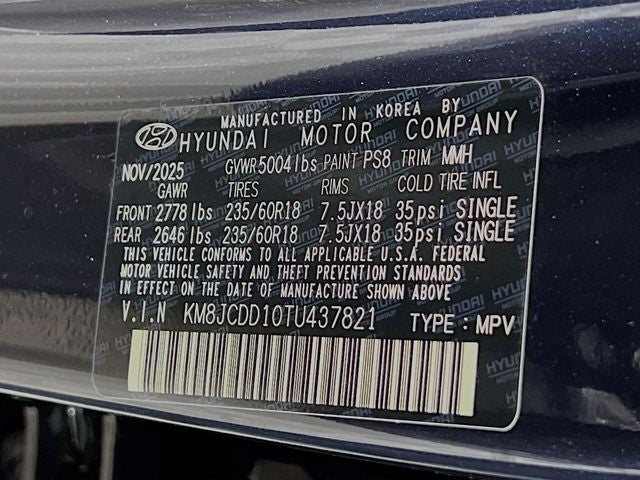 MANUFACTURED IN KOREA BY
HYUNDAI MOTOR COMPANY
NOV/2025 GVWR 5004 lbs PAINT PS8 TRIM MMH
GAWR TIRES RIMS COLD TIRE INFL
FRONT 2778 lbs 235/60R18 7.5JX18 35psi SINGLE
REAR 2646 lbs 235/60R18 7.5JX18 35psi SINGLE
THIS VEHICLE CONFORMS TO ALL APPLICABLE U.S.A. FEDERAL
MOTOR VEHICLE SAFETY AND THEFT PREVENTION STANDARDS
IN EFFECT ON THE DATE OF MANUFACTURE SHOWN ABOVE
V.I.N KM8JCDD10TU437821 TYPE : MPV